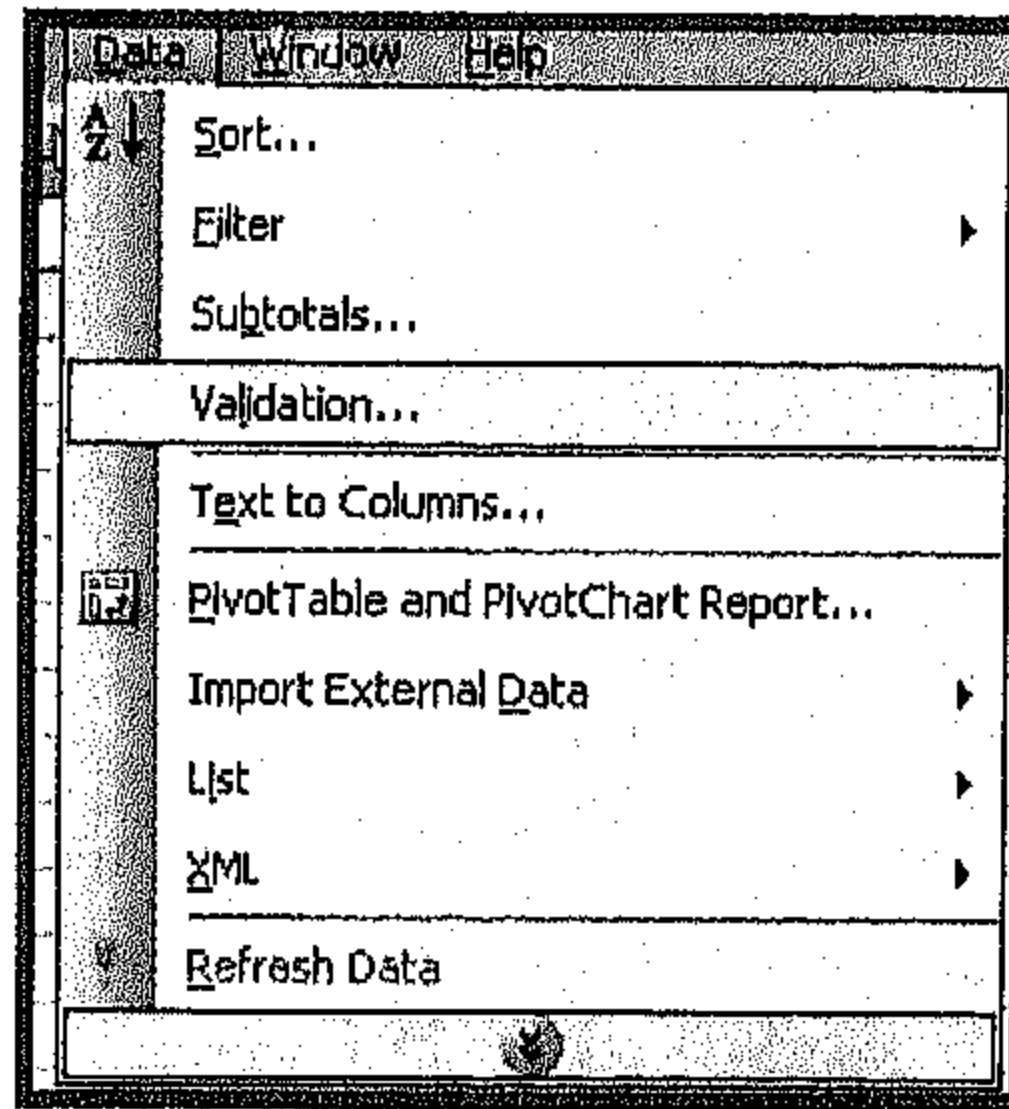 Data Window Help
Sort...
Filter
Subtotals...
Validation...
Text to Columns...
PivotTable and PivotChart Report...
Import External Data
List
XML
Refresh Data